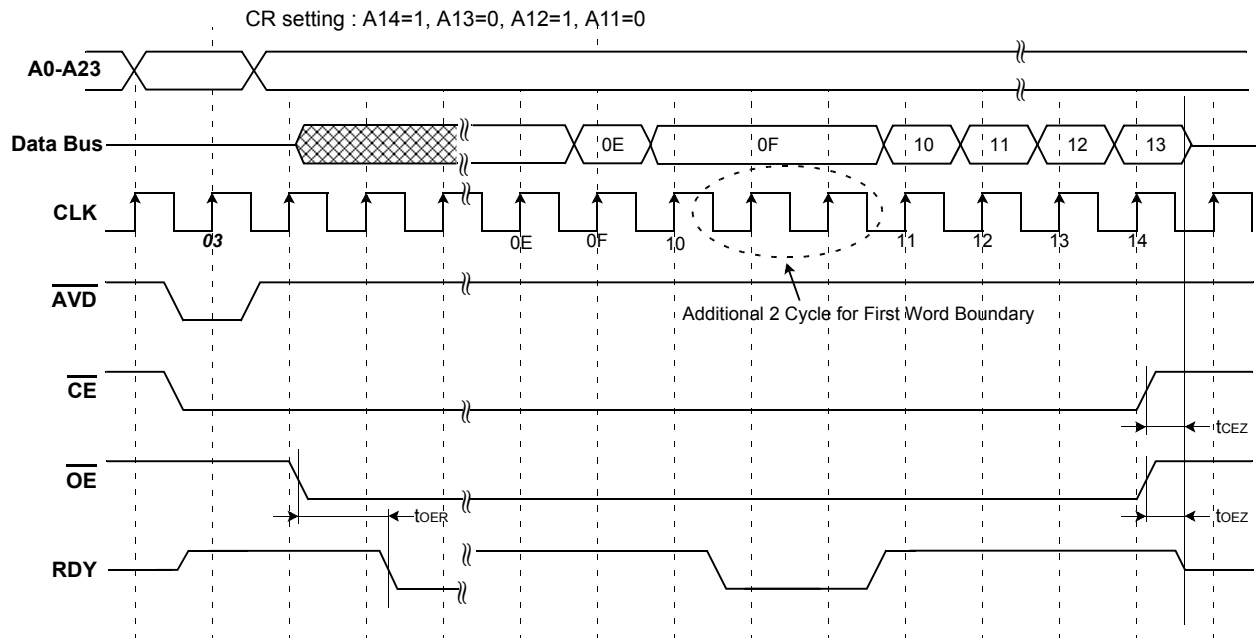 CR setting : A14=1, A13=0, A12=1, A11=0
A0-A23
Data Bus
0E
0F
10
11
12
13
CLK
03
0E
0F
10
11
12
13
14
AVD
Additional 2 Cycle for First Word Boundary
CE
tCEZ
OE
tOER
tOEZ
RDY